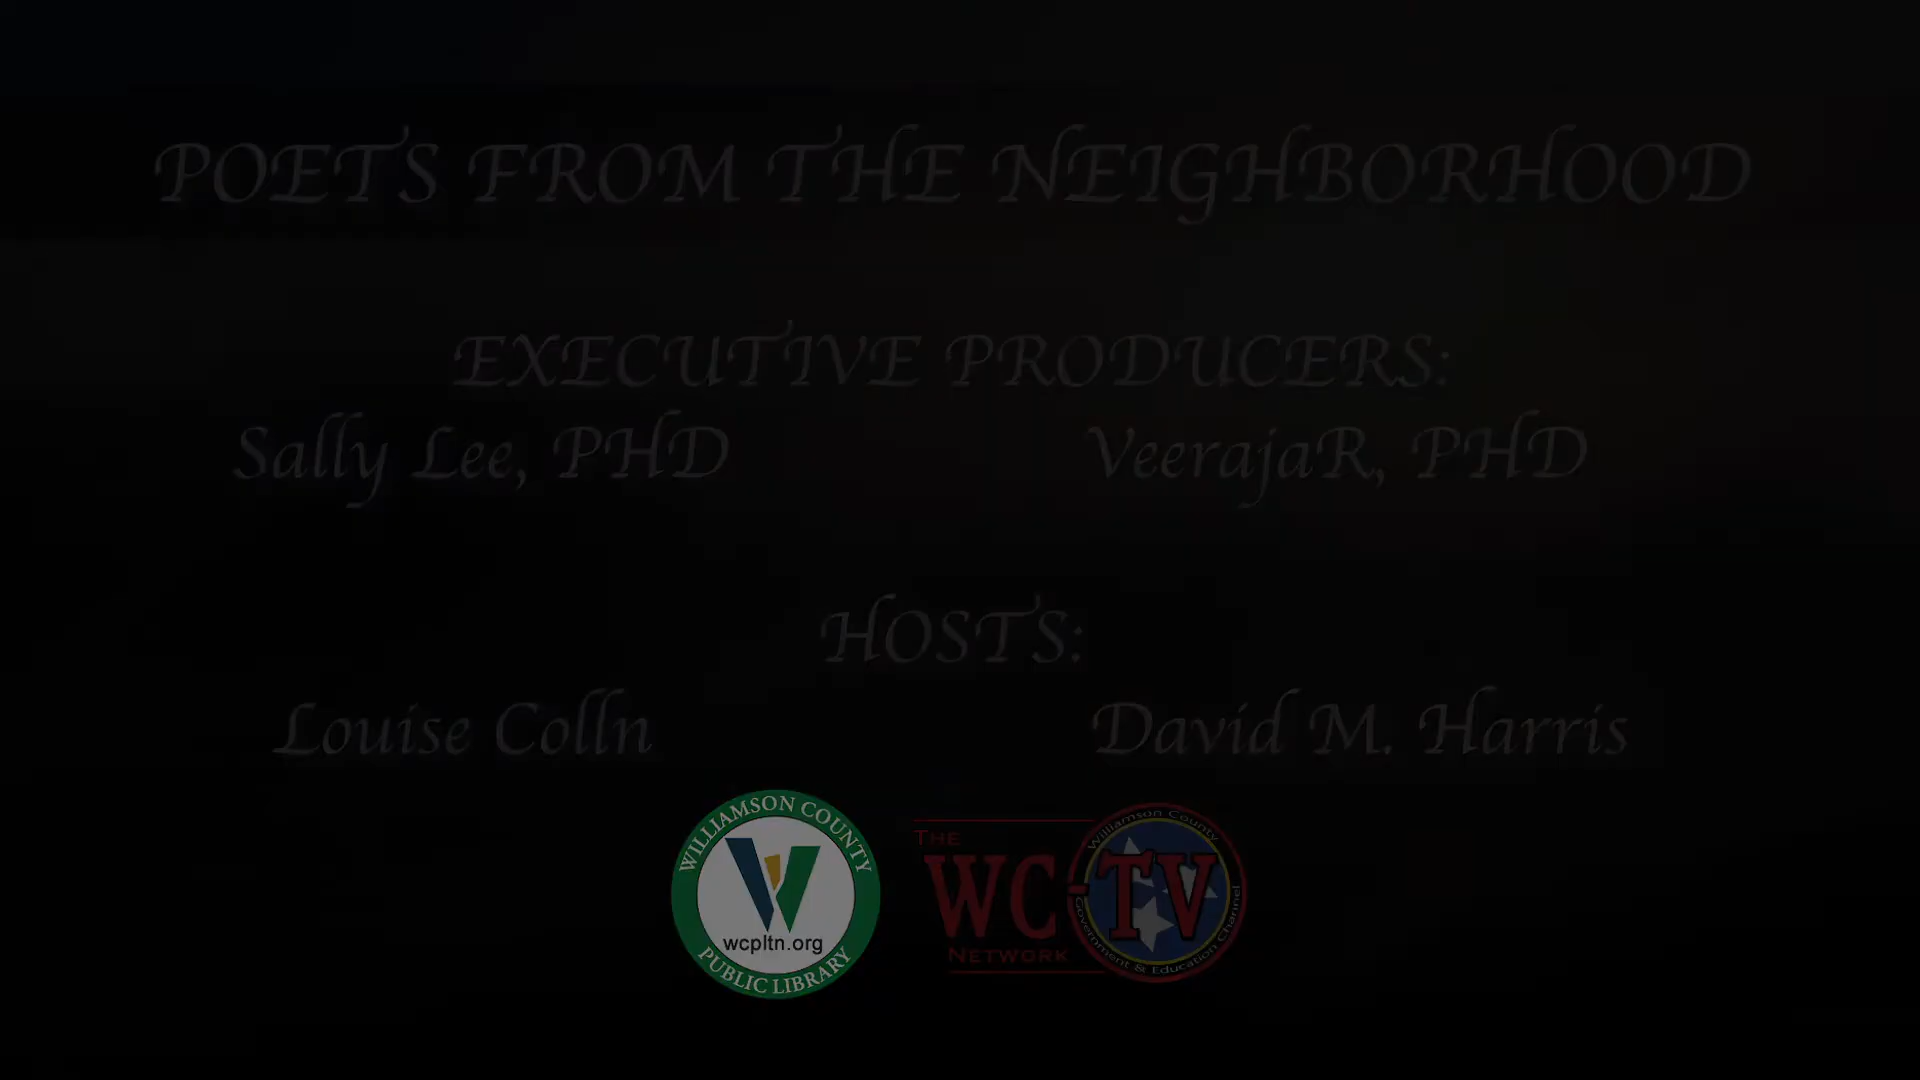 POETS FROM THE NEIGHBORHOOD
EXECUTIVE PRODUCERS:
Sally Lee, PHD
VeerajaR, PHD
HOSTS:
Louise Colln
David M. Harris
WILLIAMSON COUNTY
wcpltn.org
PUBLIC LIBRARY
THE
WC-TV
NETWORK
Williamson County
Government & Education Channel